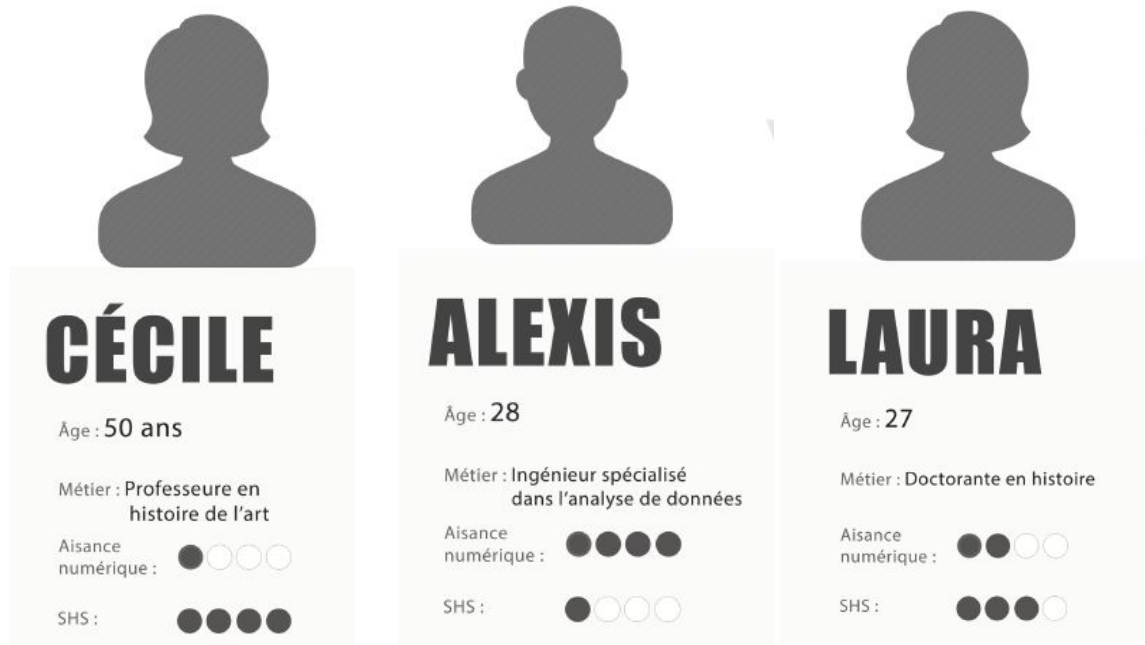 CÉCILE
Âge : 50 ans
Métier : Professeure en
histoire de l'art
Aisance
numérique :
SHS :
ALEXIS
Âge : 28
Métier : Ingénieur spécialisé
dans l'analyse de données
Aisance
numérique :
SHS :
LAURA
Âge : 27
Métier : Doctorante en histoire
Aisance
numérique :
SHS :